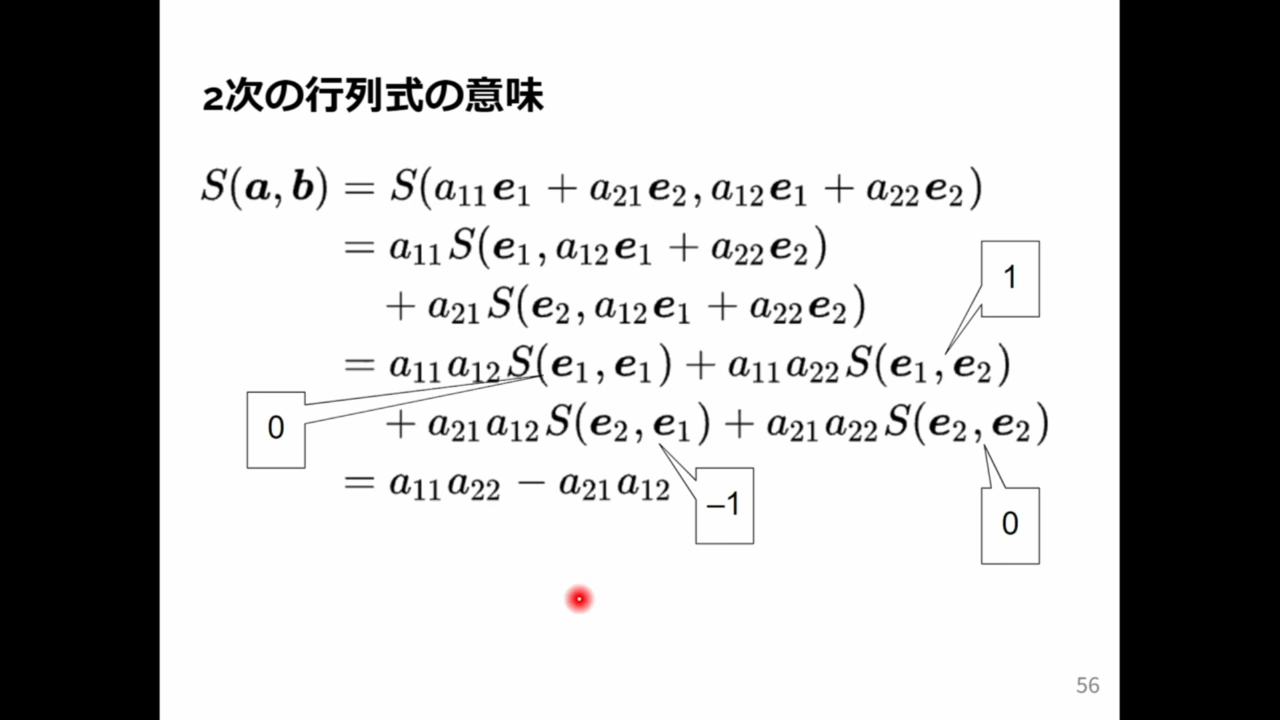 2次の行列式の意味
S(a, b) = S(a₁₁e₁ + a₂₁e₂, a₁₂e₁ + a₂₂e₂)
= a₁₁S(e₁, a₁₂e₁ + a₂₂e₂)
1
+ a₂₁S(e₂, a₁₂e₁ + a₂₂e₂)
= a₁₁a₁₂S(e₁, e₁) + a₁₁a₂₂S(e₁, e₂)
0
+ a₂₁a₁₂S(e₂, e₁) + a₂₁a₂₂S(e₂, e₂)
= a₁₁a₂₂ − a₂₁a₁₂
–1
0
56